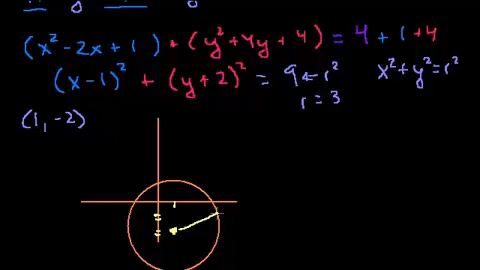 (x² - 2x + 1) + (y² + 4y + 4) = 4 + 1 + 4
(x - 1)² + (y + 2)² = 9 ← r² x² + y² = r²
r = 3
(1, -2)